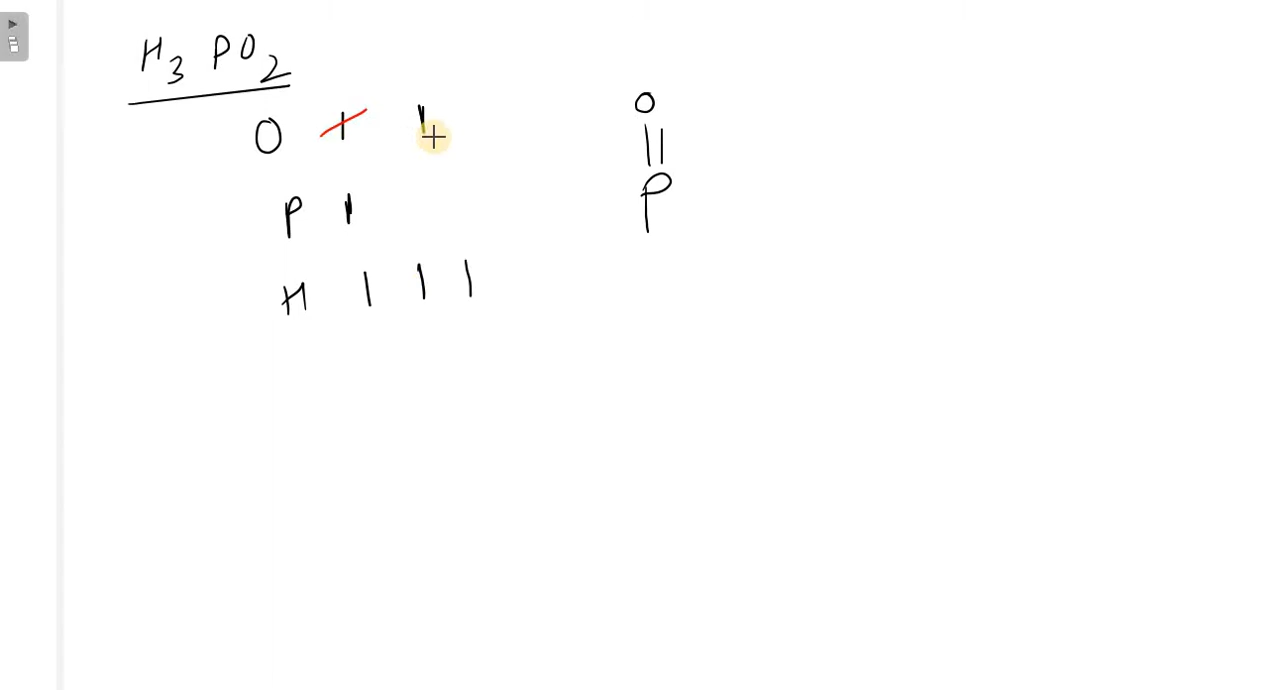 H3 PO2
O | |
P |
H | | |
O
||
P